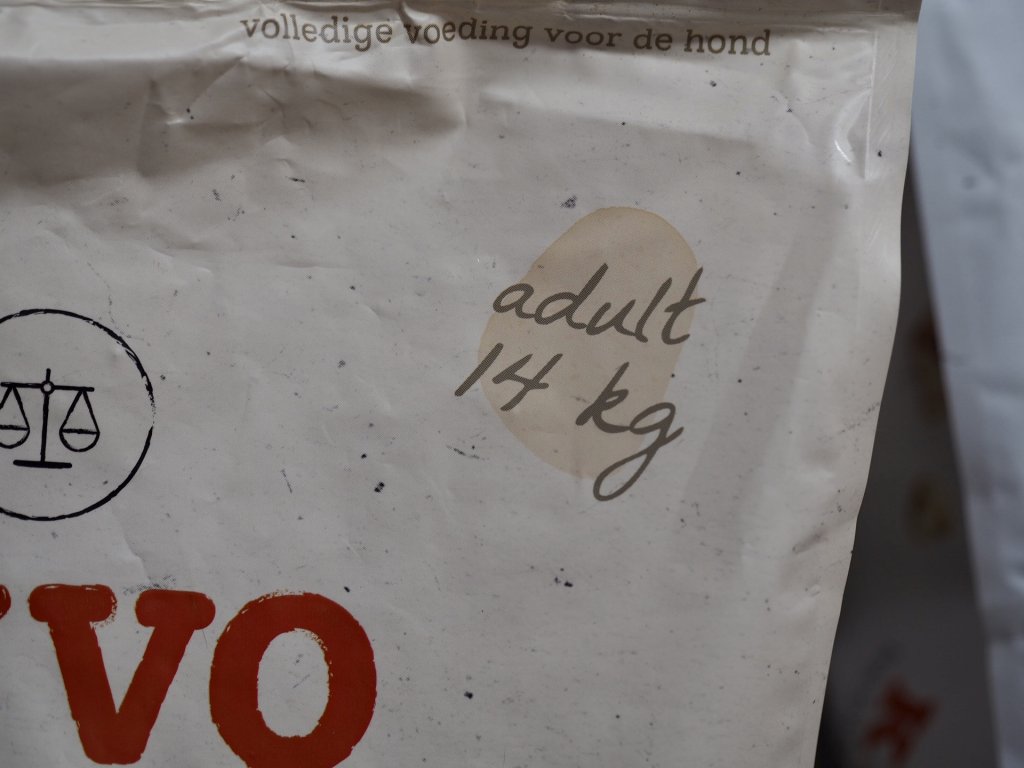 volledige voeding voor de hond
adult
14 kg
VO